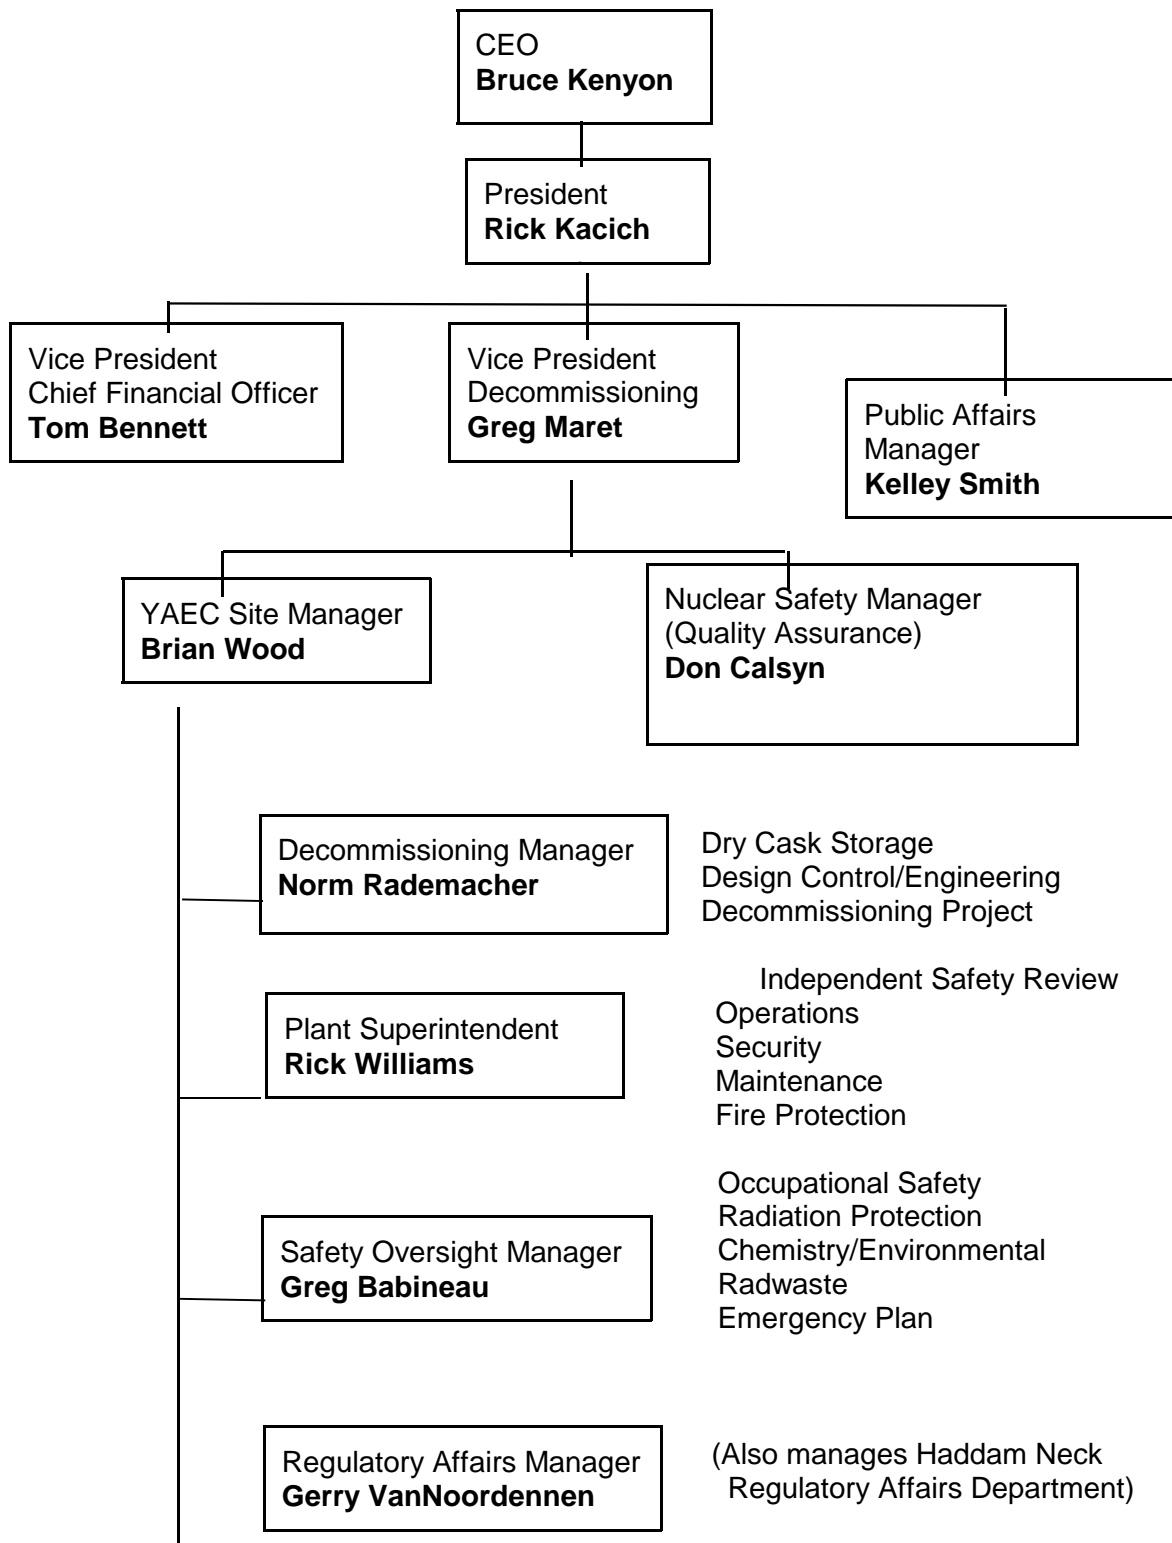 CEO
Bruce Kenyon
President
Rick Kacich
Vice President
Chief Financial Officer
Tom Bennett
Vice President
Decommissioning
Greg Maret
Public Affairs
Manager
Kelley Smith
YAEC Site Manager
Brian Wood
Nuclear Safety Manager
(Quality Assurance)
Don Calsyn
Decommissioning Manager
Norm Rademacher
Dry Cask Storage
Design Control/Engineering
Decommissioning Project
Plant Superintendent
Rick Williams
Independent Safety Review
Operations
Security
Maintenance
Fire Protection
Safety Oversight Manager
Greg Babineau
Occupational Safety
Radiation Protection
Chemistry/Environmental
Radwaste
Emergency Plan
Regulatory Affairs Manager
Gerry VanNoordennen
(Also manages Haddam Neck
Regulatory Affairs Department)